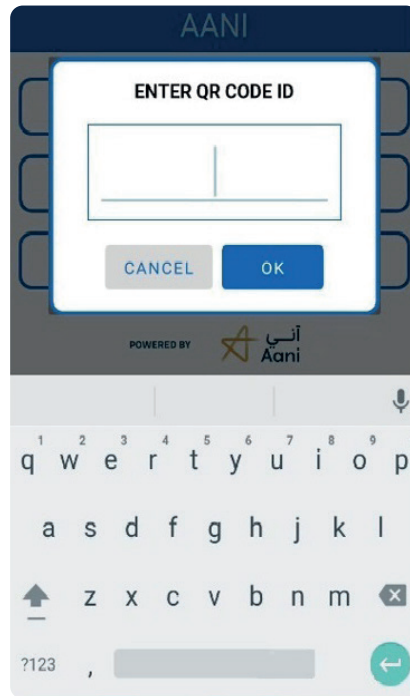 AANI
ENTER QR CODE ID
CANCEL
OK
POWERED BY
آني
Aani
1 2 3 4 5 6 7 8 9
q w e r t y u i o p
a s d f g h j k l
z x c v b n m
?123 ,